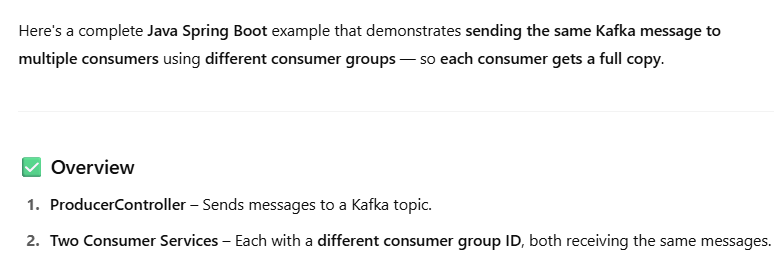 Here's a complete Java Spring Boot example that demonstrates sending the same Kafka message to
multiple consumers using different consumer groups — so each consumer gets a full copy.
✅ Overview
1. ProducerController – Sends messages to a Kafka topic.
2. Two Consumer Services – Each with a different consumer group ID, both receiving the same messages.